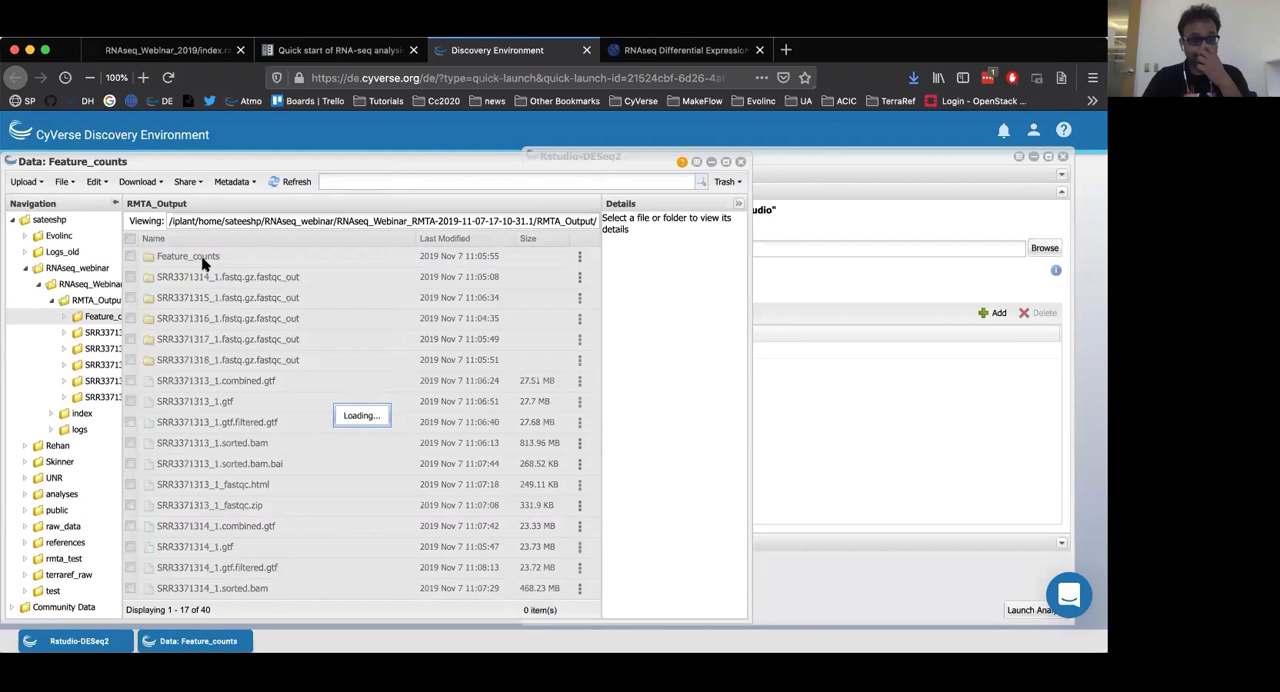 RNAseq_Webinar_2019/index.r
Quick start of RNA-seq analysi
Discovery Environment
RNAseq Differential Expression
100%
https://de.cyverse.org/de/?type=quick-launch&quick-launch-id=21524cbf-6d26-4af
1
SP
DH
DE
Atmo
Boards | Trello
Tutorials
Cc2020
news
Other Bookmarks
CyVerse
MakeFlow
Evolinc
UA
ACIC
TerraRef
Login - OpenStack ...
CyVerse Discovery Environment
Data: Feature_counts
Rstudio-DESeq2
Upload
File
Edit
Download
Share
Metadata
Refresh
Trash
Navigation
RMTA_Output
Details
Viewing: /iplant/home/sateeshp/RNAseq_webinar/RNAseq_Webinar_RMTA-2019-11-07-17-10-31.1/RMTA_Output/
Select a file or folder to view its
details
Name
Last Modified
Size
sateeshp
Evolinc
Logs_old
RNAseq_webinar
RNAseq_Webinar
RMTA_Outpu
Feature_c
SRR3371
SRR3371
SRR3371
SRR3371
SRR3371
index
logs
Rehan
Skinner
UNR
analyses
public
raw_data
references
rmta_test
terraref_raw
test
Community Data
Feature_counts 2019 Nov 7 11:05:55
SRR3371314_1.fastq.gz.fastqc_out 2019 Nov 7 11:05:08
SRR3371315_1.fastq.gz.fastqc_out 2019 Nov 7 11:06:34
SRR3371316_1.fastq.gz.fastqc_out 2019 Nov 7 11:04:35
SRR3371317_1.fastq.gz.fastqc_out 2019 Nov 7 11:05:49
SRR3371318_1.fastq.gz.fastqc_out 2019 Nov 7 11:05:51
SRR3371313_1.combined.gtf 2019 Nov 7 11:06:24 27.51 MB
SRR3371313_1.gtf 2019 Nov 7 11:06:51 27.7 MB
SRR3371313_1.gtf.filtered.gtf 2019 Nov 7 11:06:40 27.68 MB
SRR3371313_1.sorted.bam 2019 Nov 7 11:06:13 813.96 MB
SRR3371313_1.sorted.bam.bai 2019 Nov 7 11:07:44 268.52 KB
SRR3371313_1_fastqc.html 2019 Nov 7 11:07:18 249.11 KB
SRR3371313_1_fastqc.zip 2019 Nov 7 11:07:08 331.9 KB
SRR3371314_1.combined.gtf 2019 Nov 7 11:07:42 23.33 MB
SRR3371314_1.gtf 2019 Nov 7 11:05:47 23.73 MB
SRR3371314_1.gtf.filtered.gtf 2019 Nov 7 11:08:13 23.72 MB
SRR3371314_1.sorted.bam 2019 Nov 7 11:07:29 468.23 MB
Loading...
Displaying 1 - 17 of 40
0 item(s)
udio"
Browse
Add
Delete
Launch Analy
Rstudio-DESeq2
Data: Feature_counts